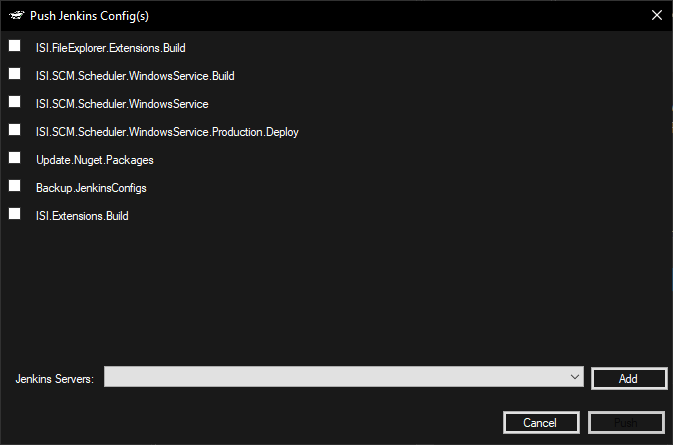 Push Jenkins Config(s)
ISI.FileExplorer.Extensions.Build
ISI.SCM.Scheduler.WindowsService.Build
ISI.SCM.Scheduler.WindowsService
ISI.SCM.Scheduler.WindowsService.Production.Deploy
Update.Nuget.Packages
Backup.JenkinsConfigs
ISI.Extensions.Build
Jenkins Servers:
Add
Cancel
Push